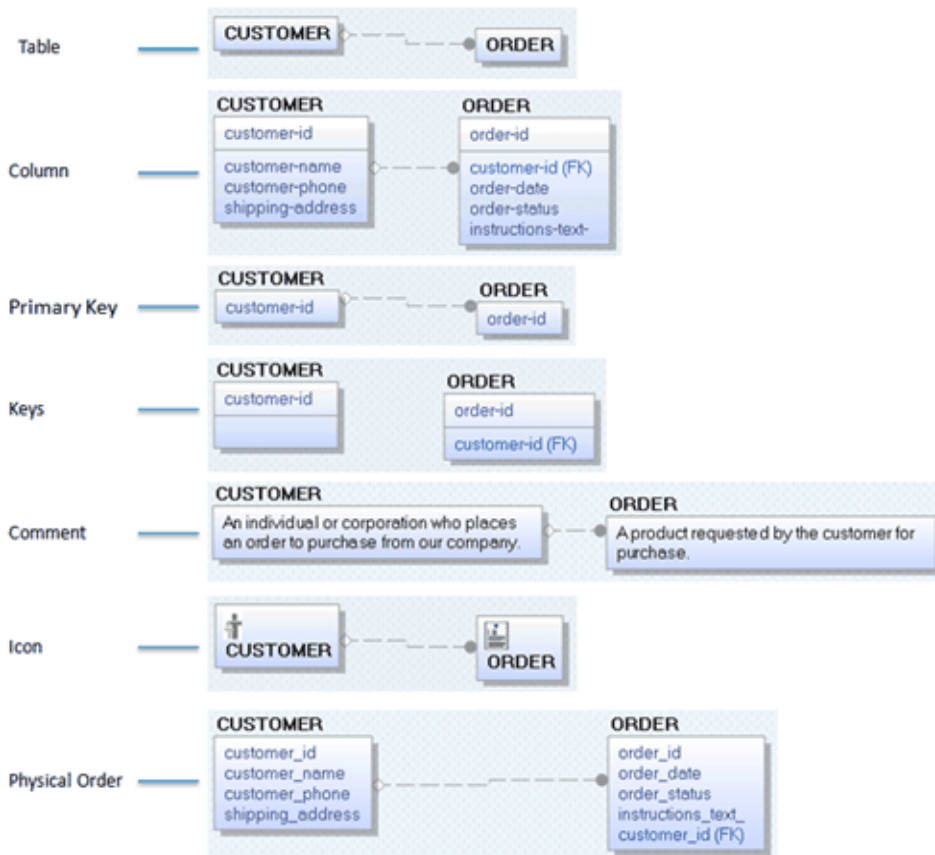 Table
CUSTOMER
ORDER
Column
CUSTOMER
customer-id
customer-name
customer-phone
shipping-address
ORDER
order-id
customer-id (FK)
order-date
order-status
instructions-text-
Primary Key
CUSTOMER
customer-id
ORDER
order-id
Keys
CUSTOMER
customer-id
ORDER
order-id
customer-id (FK)
Comment
CUSTOMER
An individual or corporation who places
an order to purchase from our company.
ORDER
A product requested by the customer for
purchase.
Icon
CUSTOMER
ORDER
Physical Order
CUSTOMER
customer_id
customer_name
customer_phone
shipping_address
ORDER
order_id
order_date
order_status
instructions_text_
customer_id (FK)